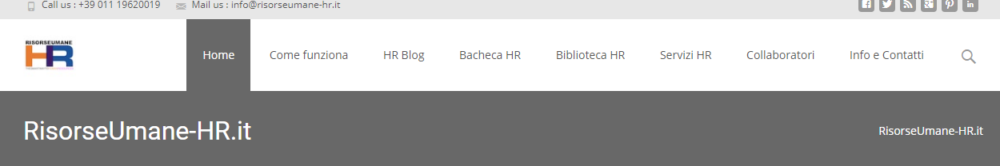 Call us : +39 011 19620019 Mail us : info@risorseumane-hr.it
RISORSEUMANE
HR
Home Come funziona HR Blog Bacheca HR Biblioteca HR Servizi HR Collaboratori Info e Contatti
RisorseUmane-HR.it RisorseUmane-HR.it